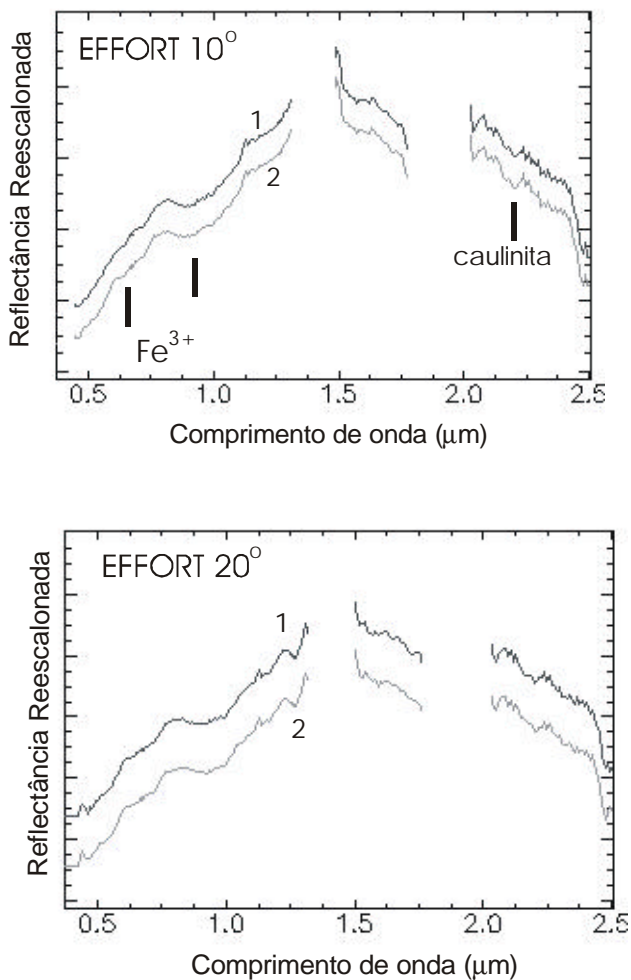 EFFORT 10°
Reflectância Reescalonada
1
2
caulinita
Fe³⁺
0.5 1.0 1.5 2.0 2.5
Comprimento de onda (μm)
EFFORT 20°
Reflectância Reescalonada
1
2
0.5 1.0 1.5 2.0 2.5
Comprimento de onda (μm)